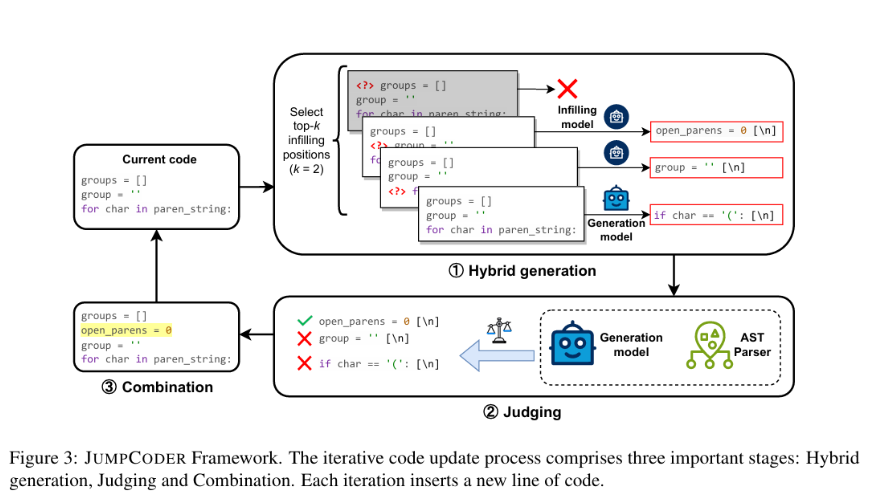 Current code
groups = []
group = ''
for char in paren_string:
Select
top-k
infilling
positions
(k = 2)
<?> groups = []
group = ''
for char in paren_string:
groups = []
<?> group = ''
fo
groups = []
group = ''
<?> f
groups = []
group = ''
for char in paren_string:
Infilling
model
Generation
model
open_parens = 0 [\n]
group = '' [\n]
if char == '(': [\n]
① Hybrid generation
open_parens = 0 [\n]
group = '' [\n]
if char == '(': [\n]
Generation
model
AST
Parser
② Judging
groups = []
open_parens = 0
group = ''
for char in paren_string:
③ Combination
Figure 3: JUMPCODER Framework. The iterative code update process comprises three important stages: Hybrid
generation, Judging and Combination. Each iteration inserts a new line of code.